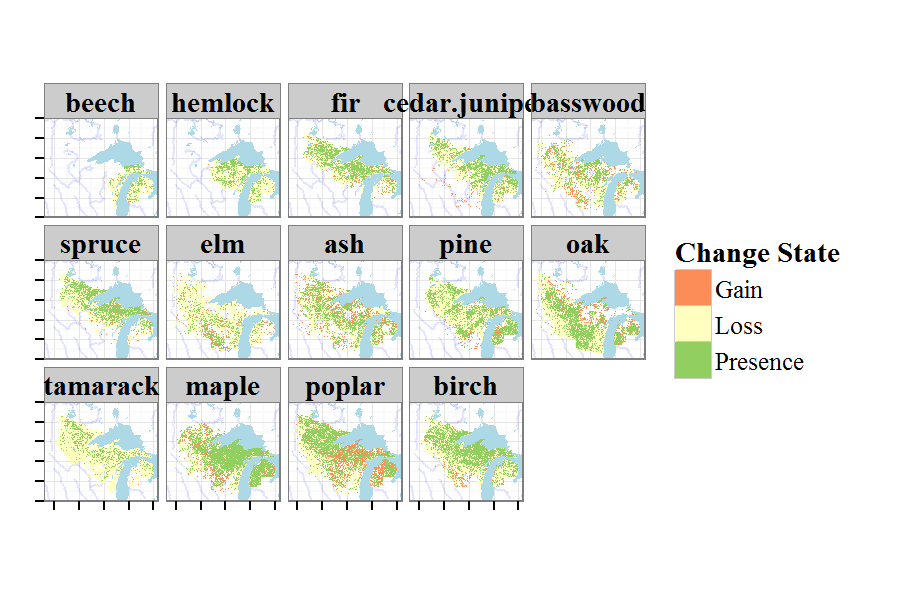 beech hemlock fir cedar.junipe basswood
spruce elm ash pine oak
Change State
Gain
Loss
Presence
tamarack maple poplar birch